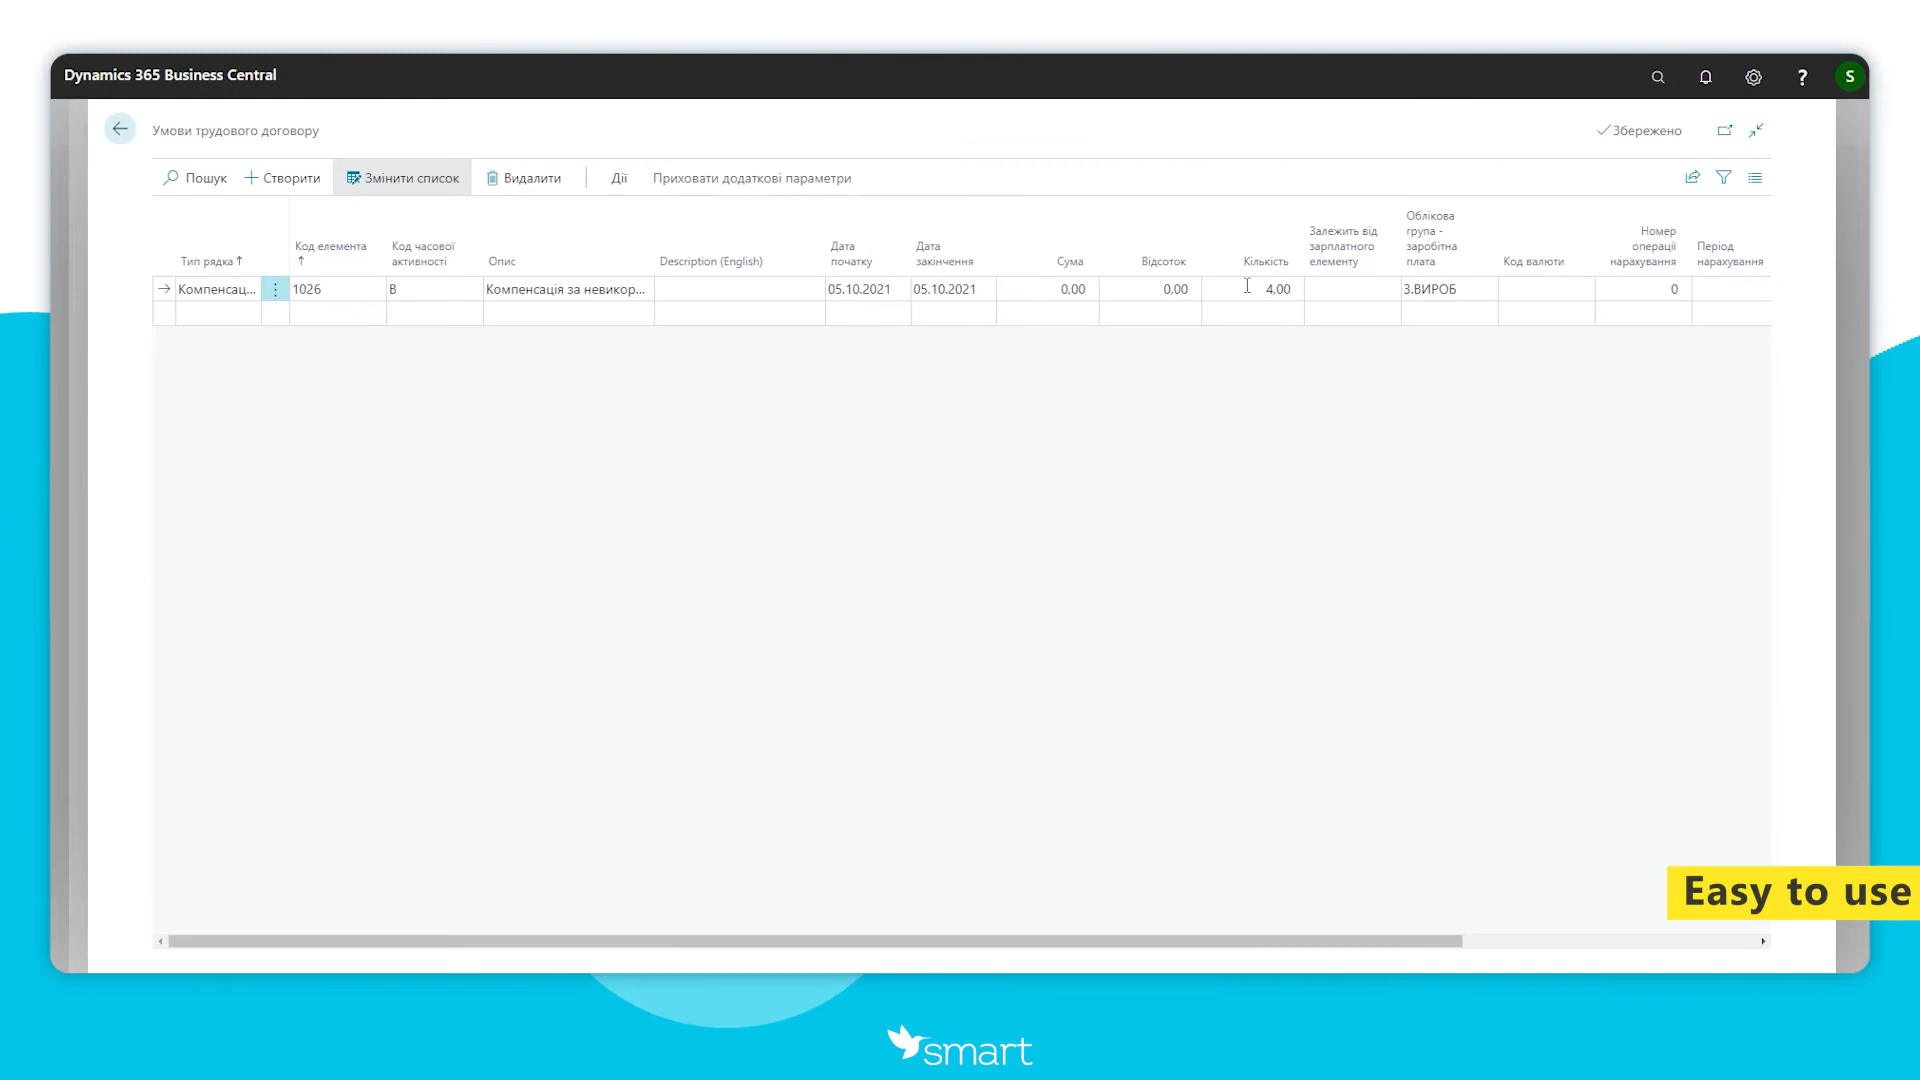 Dynamics 365 Business Central
?
S
Умови трудового договору
Збережено
Пошук
Створити
Змінити список
Видалити
Дії
Приховати додаткові параметри
Тип рядка
Код елемента
Код часової
активності
Опис
Description (English)
Дата
початку
Дата
закінчення
Сума
Відсоток
Кількість
Залежить від
зарплатного
елементу
Облікова
група -
заробітна
плата
Код валюти
Номер
операції
нарахування
Період
нарахування
Компенсац...
1026
В
Компенсація за невикор...
05.10.2021
05.10.2021
0,00
0,00
4,00
З.ВИРОБ
0
Easy to use
smart